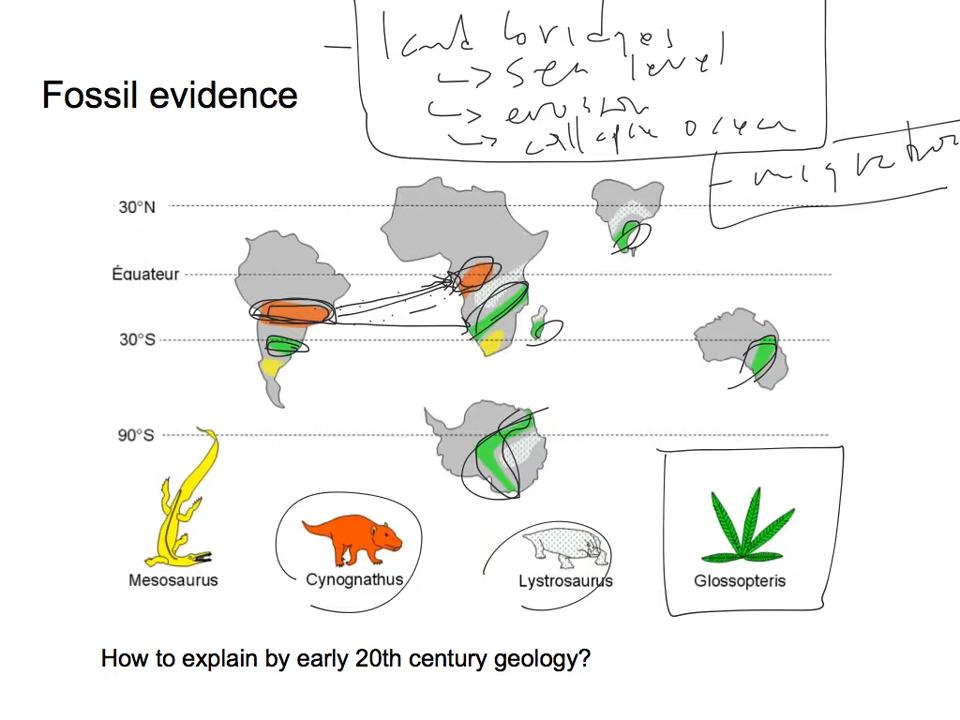 - land bridges
↳ sea level
↳ erosion
↳ collapse ocean
Fossil evidence
- migration
30°N
Équateur
30°S
90°S
Mesosaurus
Cynognathus
Lystrosaurus
Glossopteris
How to explain by early 20th century geology?